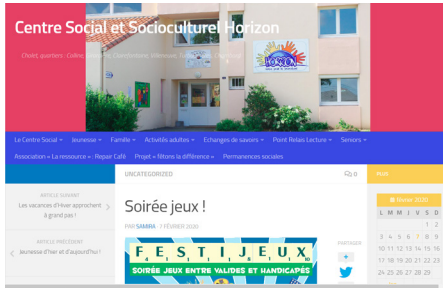 Centre Social et Socioculturel Horizon
HORIZON
Le Centre Social
Jeunesse
Famille
Activités adultes
Echanges de savoirs
Point Relais Lecture
Seniors
Association « La ressource » : Repair Café
Projet « fêtons la différence »
Permanences sociales
ARTICLE SUIVANT
Les vacances d'Hiver approchent à grand pas !
ARTICLE PRÉCÉDENT
Jeunesse d'hier et d'aujourd'hui !
UNCATEGORIZED
0
Soirée jeux !
PAR SAMIRA · 7 FÉVRIER 2020
FESTIJEUX
SOIRÉE JEUX ENTRE VALIDES ET HANDICAPÉS
PARTAGER
+
février 2020
L M M J V S D
1 2
3 4 5 6 7 8 9
10 11 12 13 14 15 16
17 18 19 20 21 22 23
24 25 26 27 28 29